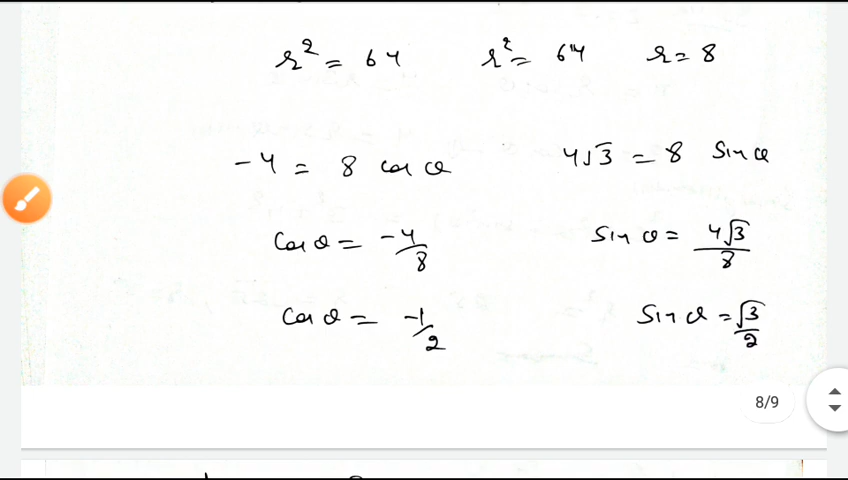 r² = 64 r² = 64 r = 8
-4 = 8 cos θ 4√3 = 8 sin θ
cos θ = -4/8 sin θ = 4√3/8
cos θ = -1/2 sin θ = √3/2
8/9